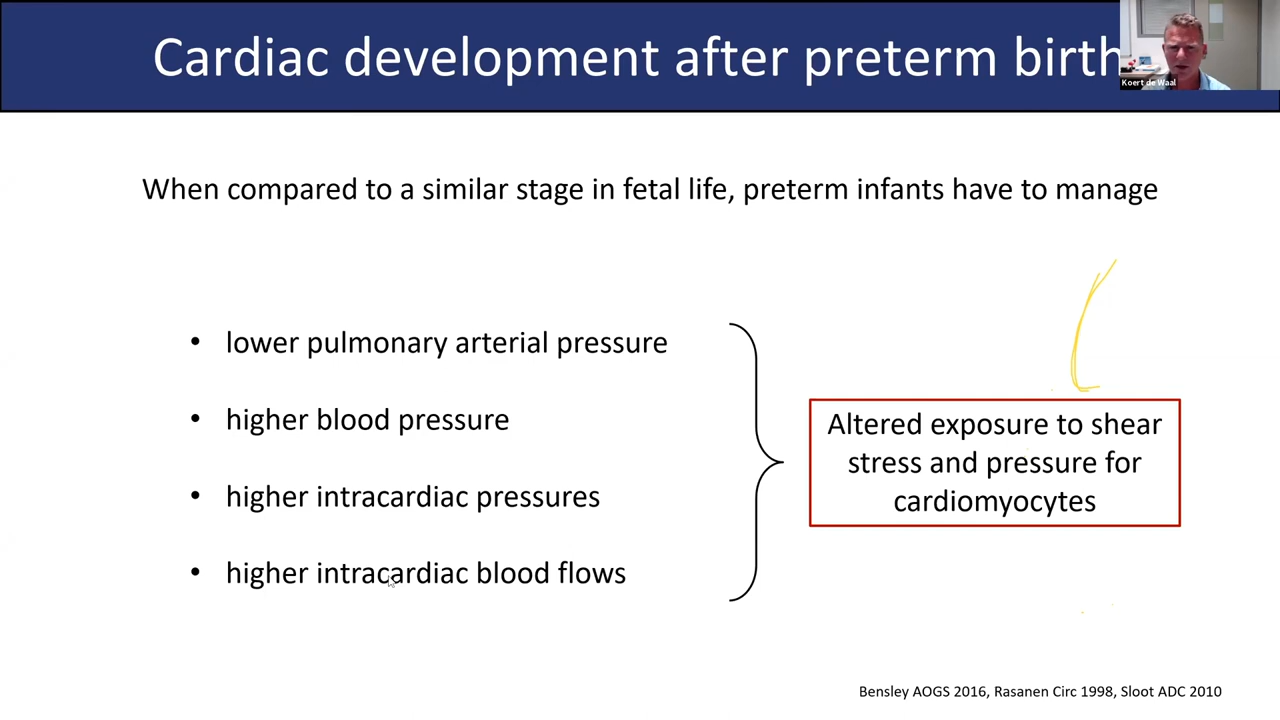 Cardiac development after preterm birth
Koert de Waal
When compared to a similar stage in fetal life, preterm infants have to manage
• lower pulmonary arterial pressure
• higher blood pressure
• higher intracardiac pressures
• higher intracardiac blood flows
Altered exposure to shear
stress and pressure for
cardiomyocytes
Bensley AOGS 2016, Rasanen Circ 1998, Sloot ADC 2010